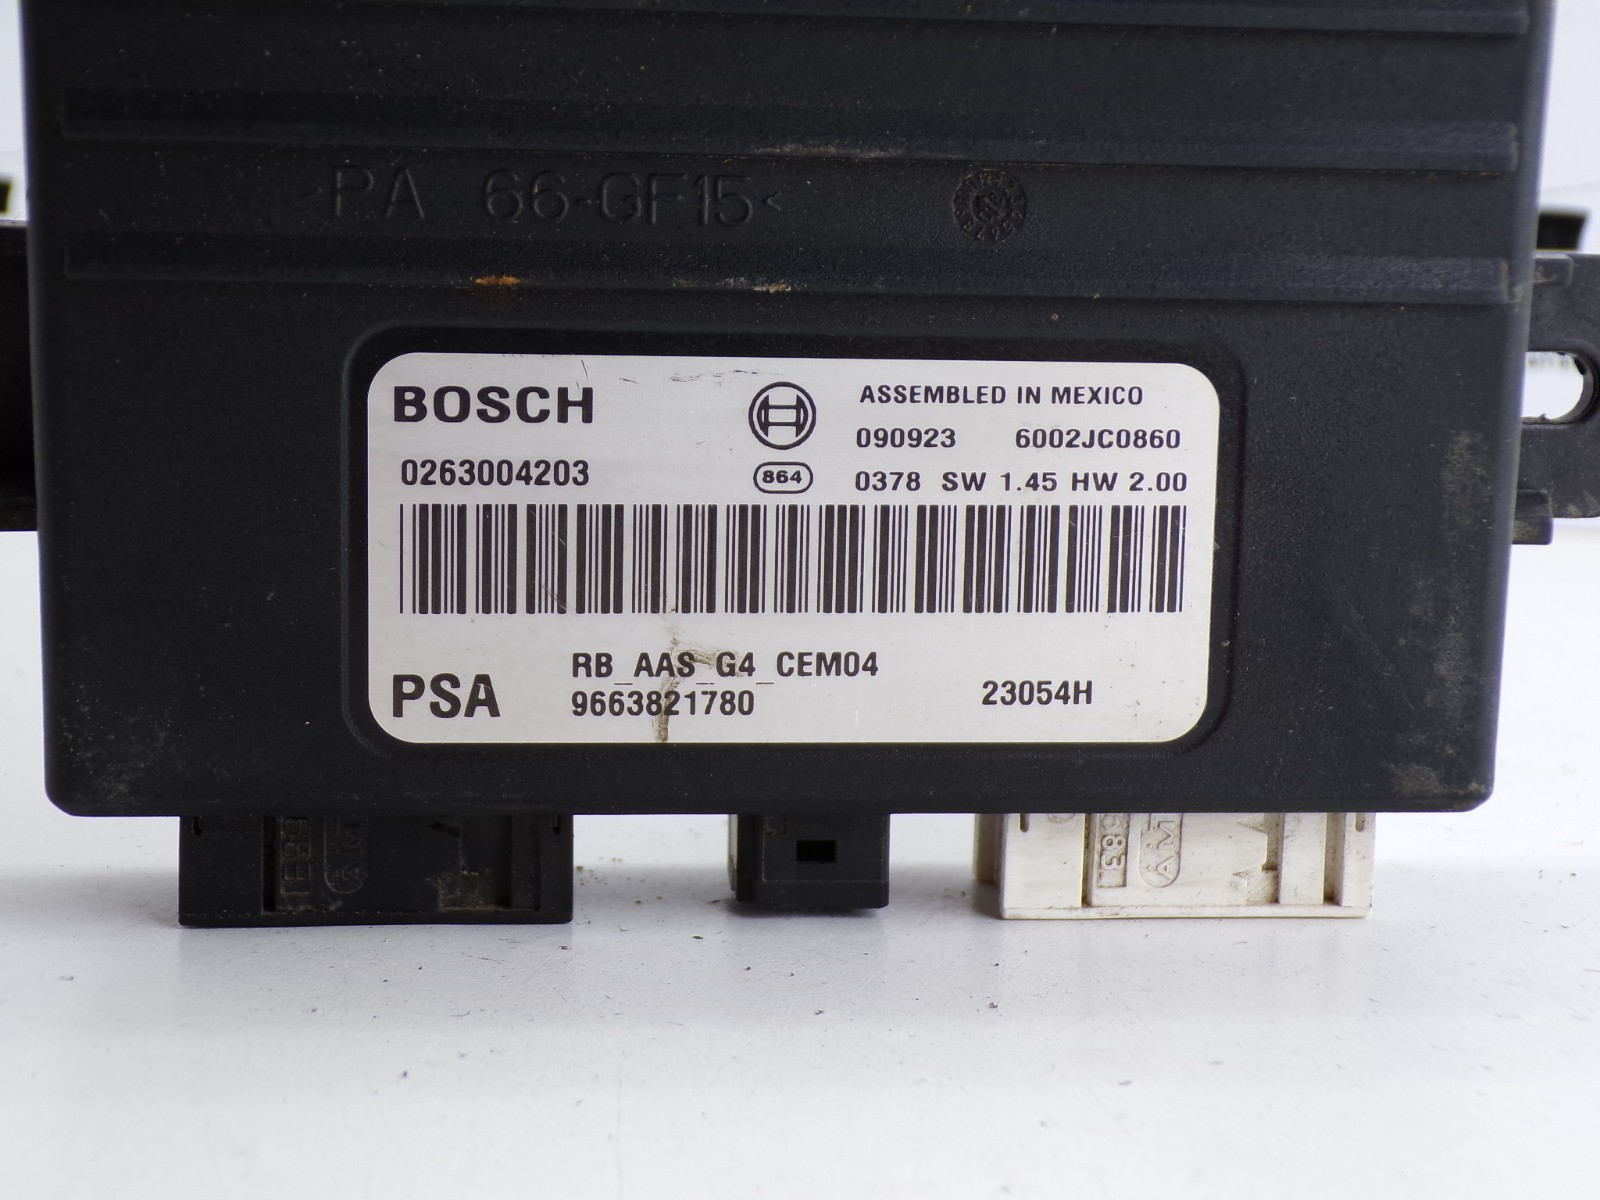 >PA 66-GF15<
BOSCH
ASSEMBLED IN MEXICO
090923 6002JC0860
0263004203
864
0378 SW 1.45 HW 2.00
RB_AAS_G4_CEM04
PSA
9663821780
23054H